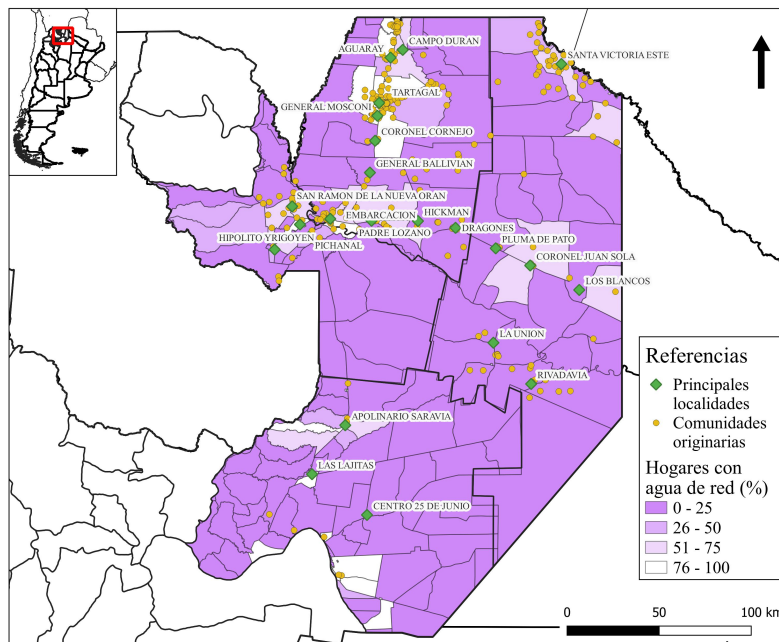 CAMPO DURAN
AGUARAY
SANTA VICTORIA ESTE
TARTAGAL
GENERAL MOSCONI
CORONEL CORNEJO
GENERAL BALLIVIAN
SAN RAMON DE LA NUEVA ORAN
EMBARCACION
HICKMAN
DRAGONES
HIPOLITO YRIGOYEN
PADRE LOZANO
PICHANAL
PLUMA DE PATO
CORONEL JUAN SOLA
LOS BLANCOS
LA UNION
RIVADAVIA
APOLINARIO SARAVIA
LAS LAJITAS
CENTRO 25 DE JUNIO
Referencias
Principales
localidades
Comunidades
originarias
Hogares con
agua de red (%)
0 - 25
26 - 50
51 - 75
76 - 100
0 50 100 km